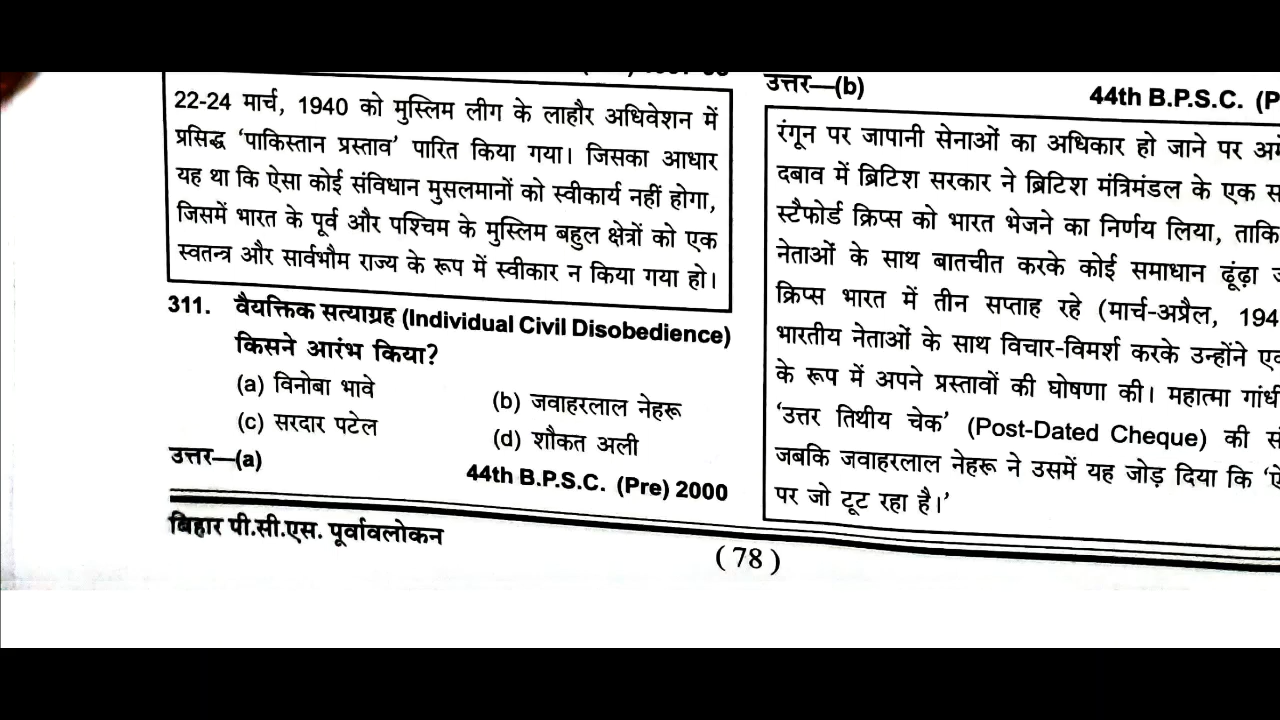 22-24 मार्च, 1940 को मुस्लिम लीग के लाहौर अधिवेशन में
प्रसिद्ध ‘पाकिस्तान प्रस्ताव’ पारित किया गया। जिसका आधार
यह था कि ऐसा कोई संविधान मुसलमानों को स्वीकार्य नहीं होगा,
जिसमें भारत के पूर्व और पश्चिम के मुस्लिम बहुल क्षेत्रों को एक
स्वतन्त्र और सार्वभौम राज्य के रूप में स्वीकार न किया गया हो।
311. वैयक्तिक सत्याग्रह (Individual Civil Disobedience)
किसने आरंभ किया?
(a) विनोबा भावे (b) जवाहरलाल नेहरू
(c) सरदार पटेल (d) शौकत अली
उत्तर—(a)
44th B.P.S.C. (Pre) 2000
उत्तर—(b)
44th B.P.S.C. (P
रंगून पर जापानी सेनाओं का अधिकार हो जाने पर
दबाव में ब्रिटिश सरकार ने ब्रिटिश मंत्रिमंडल के एक
स्टैफोर्ड क्रिप्स को भारत भेजने का निर्णय लिया, ताकि
नेताओं के साथ बातचीत करके कोई समाधान ढूंढ़ा
क्रिप्स भारत में तीन सप्ताह रहे (मार्च-अप्रैल, 194
भारतीय नेताओं के साथ विचार-विमर्श करके उन्होंने
के रूप में अपने प्रस्तावों की घोषणा की। महात्मा गांधी
‘उत्तर तिथीय चेक’ (Post-Dated Cheque) की
जबकि जवाहरलाल नेहरू ने उसमें यह जोड़ दिया कि
पर जो टूट रहा है।’
बिहार पी.सी.एस. पूर्वावलोकन
(78)